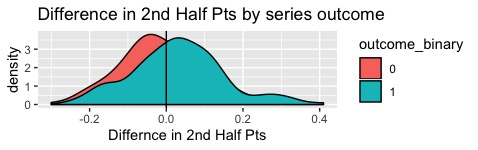 Difference in 2nd Half Pts by series outcome
density
3
2
1
0
-0.2
0.0
0.2
0.4
Differnce in 2nd Half Pts
outcome_binary
0
1